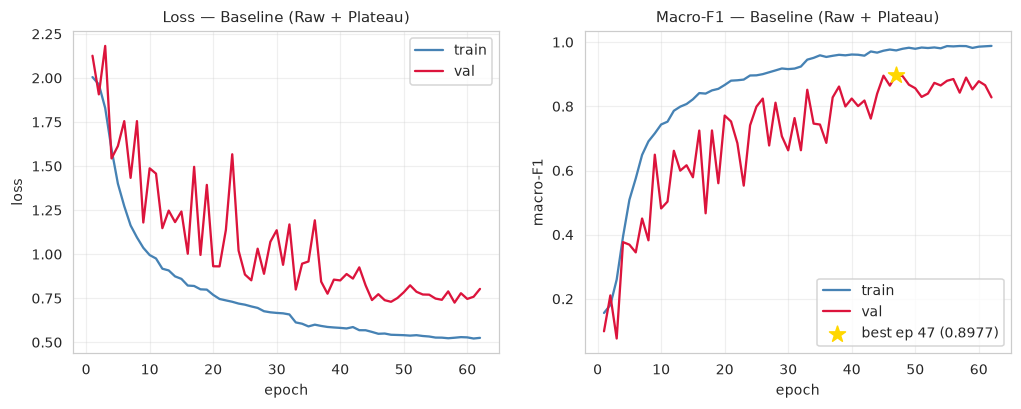 Loss — Baseline (Raw + Plateau)
2.25
2.00
1.75
1.50
1.25
1.00
0.75
0.50
loss
train
val
0
10
20
30
40
50
60
epoch
Macro-F1 — Baseline (Raw + Plateau)
1.0
0.8
0.6
0.4
0.2
macro-F1
train
val
best ep 47 (0.8977)
0
10
20
30
40
50
60
epoch